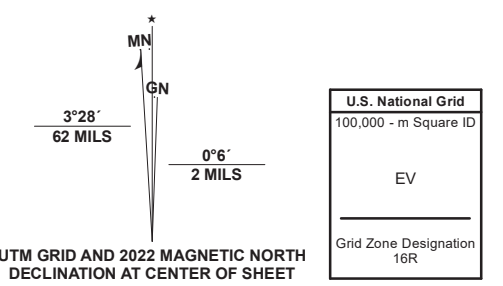 MN
GN
3°28´
62 MILS
0°6´
2 MILS
UTM GRID AND 2022 MAGNETIC NORTH
DECLINATION AT CENTER OF SHEET
U.S. National Grid
100,000 - m Square ID
EV
Grid Zone Designation
16R